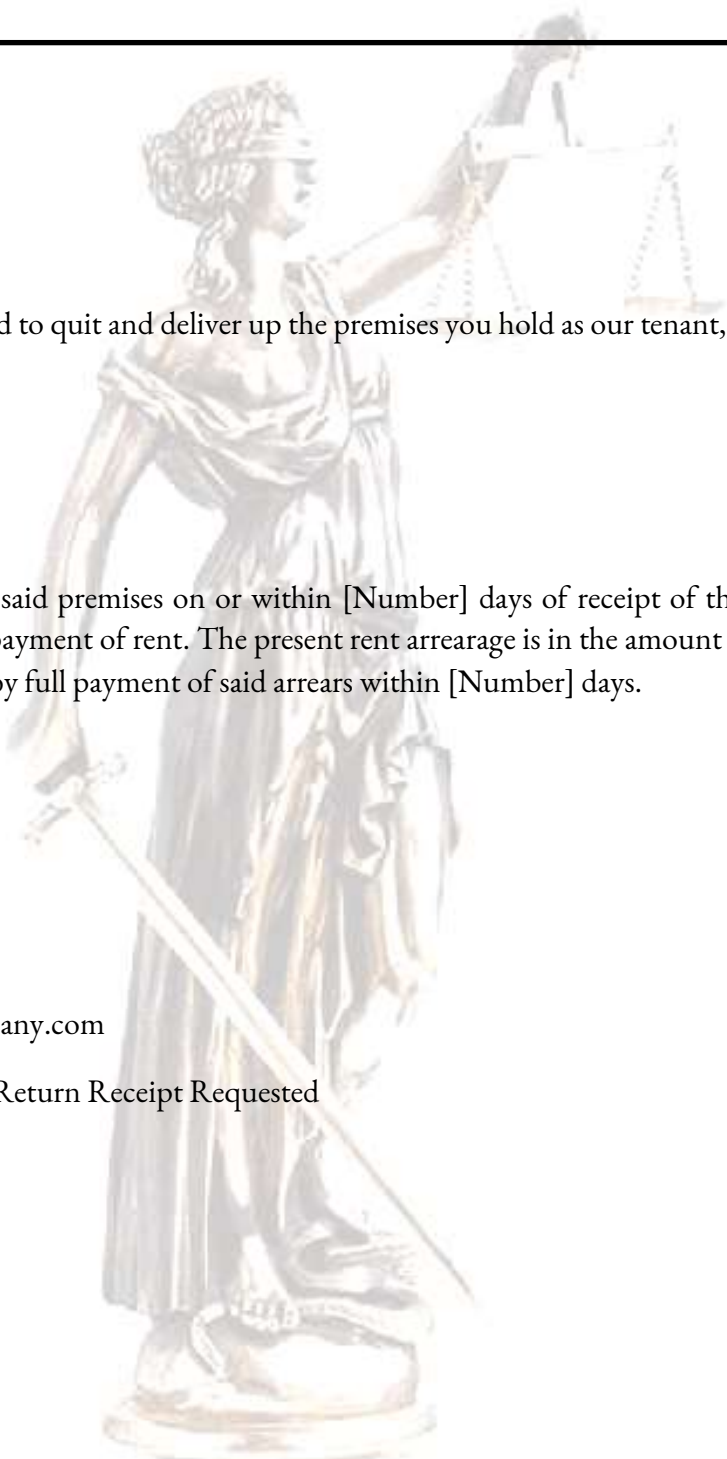 d to quit and deliver up the premises you hold as our tenant,
said premises on or within [Number] days of receipt of th
payment of rent. The present rent arrearage is in the amount
by full payment of said arrears within [Number] days.
any.com
Return Receipt Requested